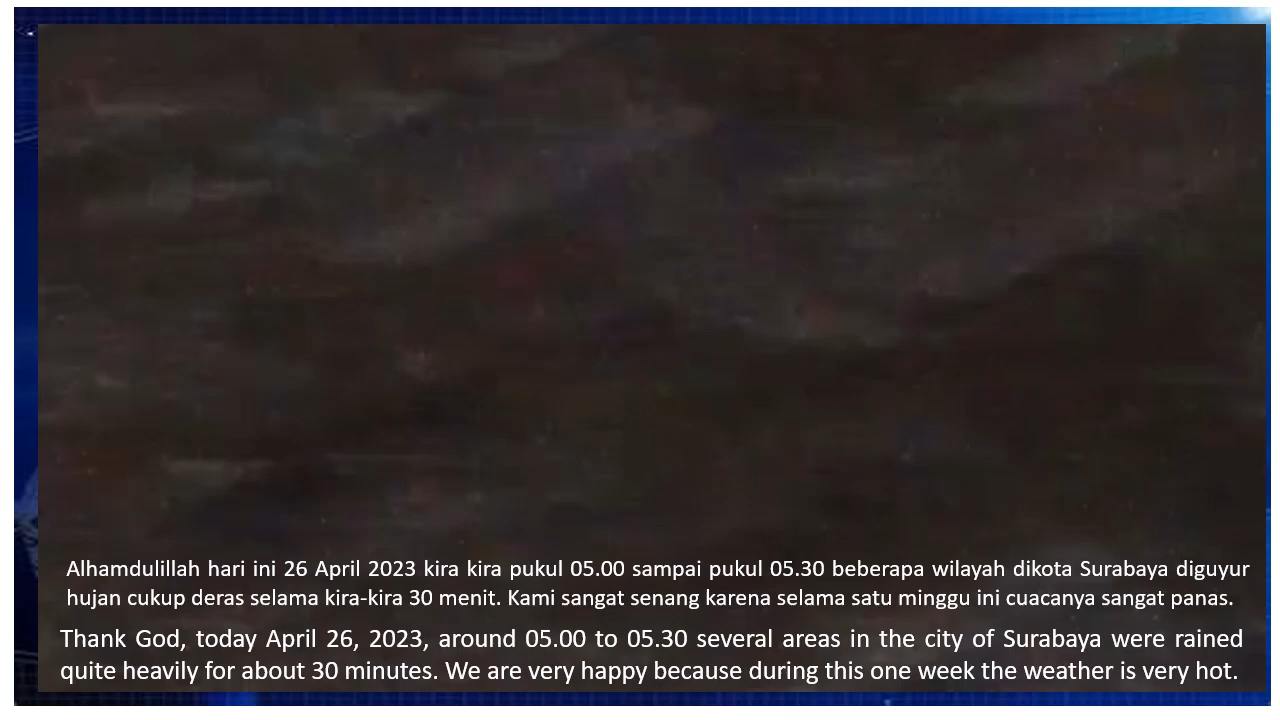 Alhamdulillah hari ini 26 April 2023 kira kira pukul 05.00 sampai pukul 05.30 beberapa wilayah dikota Surabaya diguyur
hujan cukup deras selama kira-kira 30 menit. Kami sangat senang karena selama satu minggu ini cuacanya sangat panas.
Thank God, today April 26, 2023, around 05.00 to 05.30 several areas in the city of Surabaya were rained
quite heavily for about 30 minutes. We are very happy because during this one week the weather is very hot.